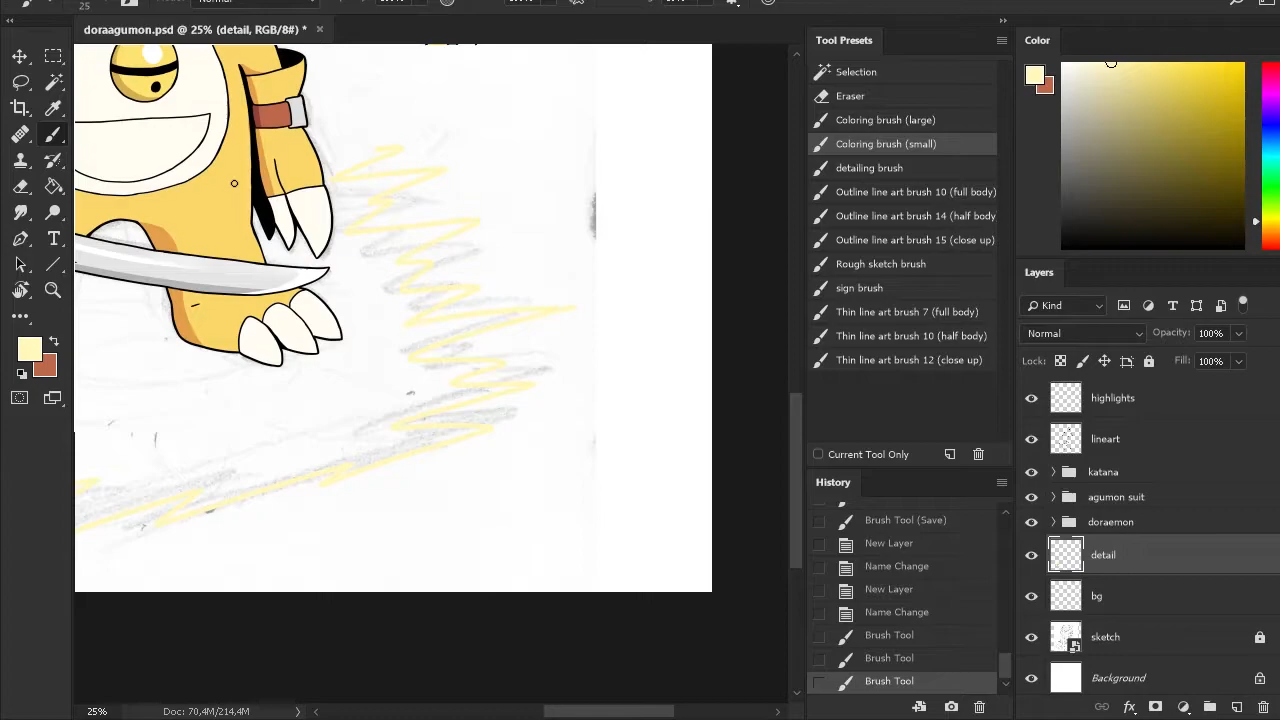 25
Normal
doraagumon.psd @ 25% (detail, RGB/8#) *
Tool Presets
Selection
Eraser
Coloring brush (large)
Coloring brush (small)
detailing brush
Outline line art brush 10 (full body)
Outline line art brush 14 (half body
Outline line art brush 15 (close up)
Rough sketch brush
sign brush
Thin line art brush 7 (full body)
Thin line art brush 10 (half body)
Thin line art brush 12 (close up)
Current Tool Only
History
Brush Tool (Save)
New Layer
Name Change
New Layer
Name Change
Brush Tool
Brush Tool
Brush Tool
Color
Layers
Kind
Normal
Opacity: 100%
Lock:
Fill: 100%
highlights
lineart
katana
agumon suit
doraemon
detail
bg
sketch
Background
25%
Doc: 70,4M/214,4M